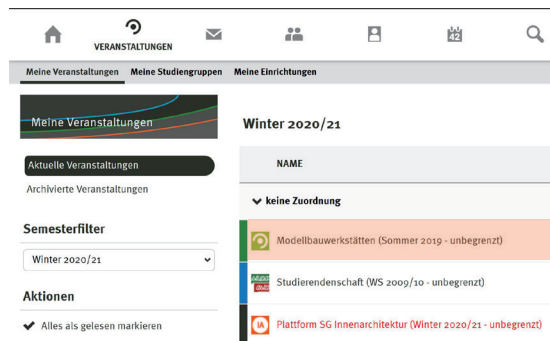 VERANSTALTUNGEN
42
Meine Veranstaltungen Meine Studiengruppen Meine Einrichtungen
Meine Veranstaltungen
Aktuelle Veranstaltungen
Archivierte Veranstaltungen
Semesterfilter
Winter 2020/21
Aktionen
Alles als gelesen markieren
Winter 2020/21
NAME
keine Zuordnung
Modellbauwerkstätten (Sommer 2019 - unbegrenzt)
Studierendenschaft (WS 2009/10 - unbegrenzt)
IA
Plattform SG Innenarchitektur (Winter 2020/21 - unbegrenzt)